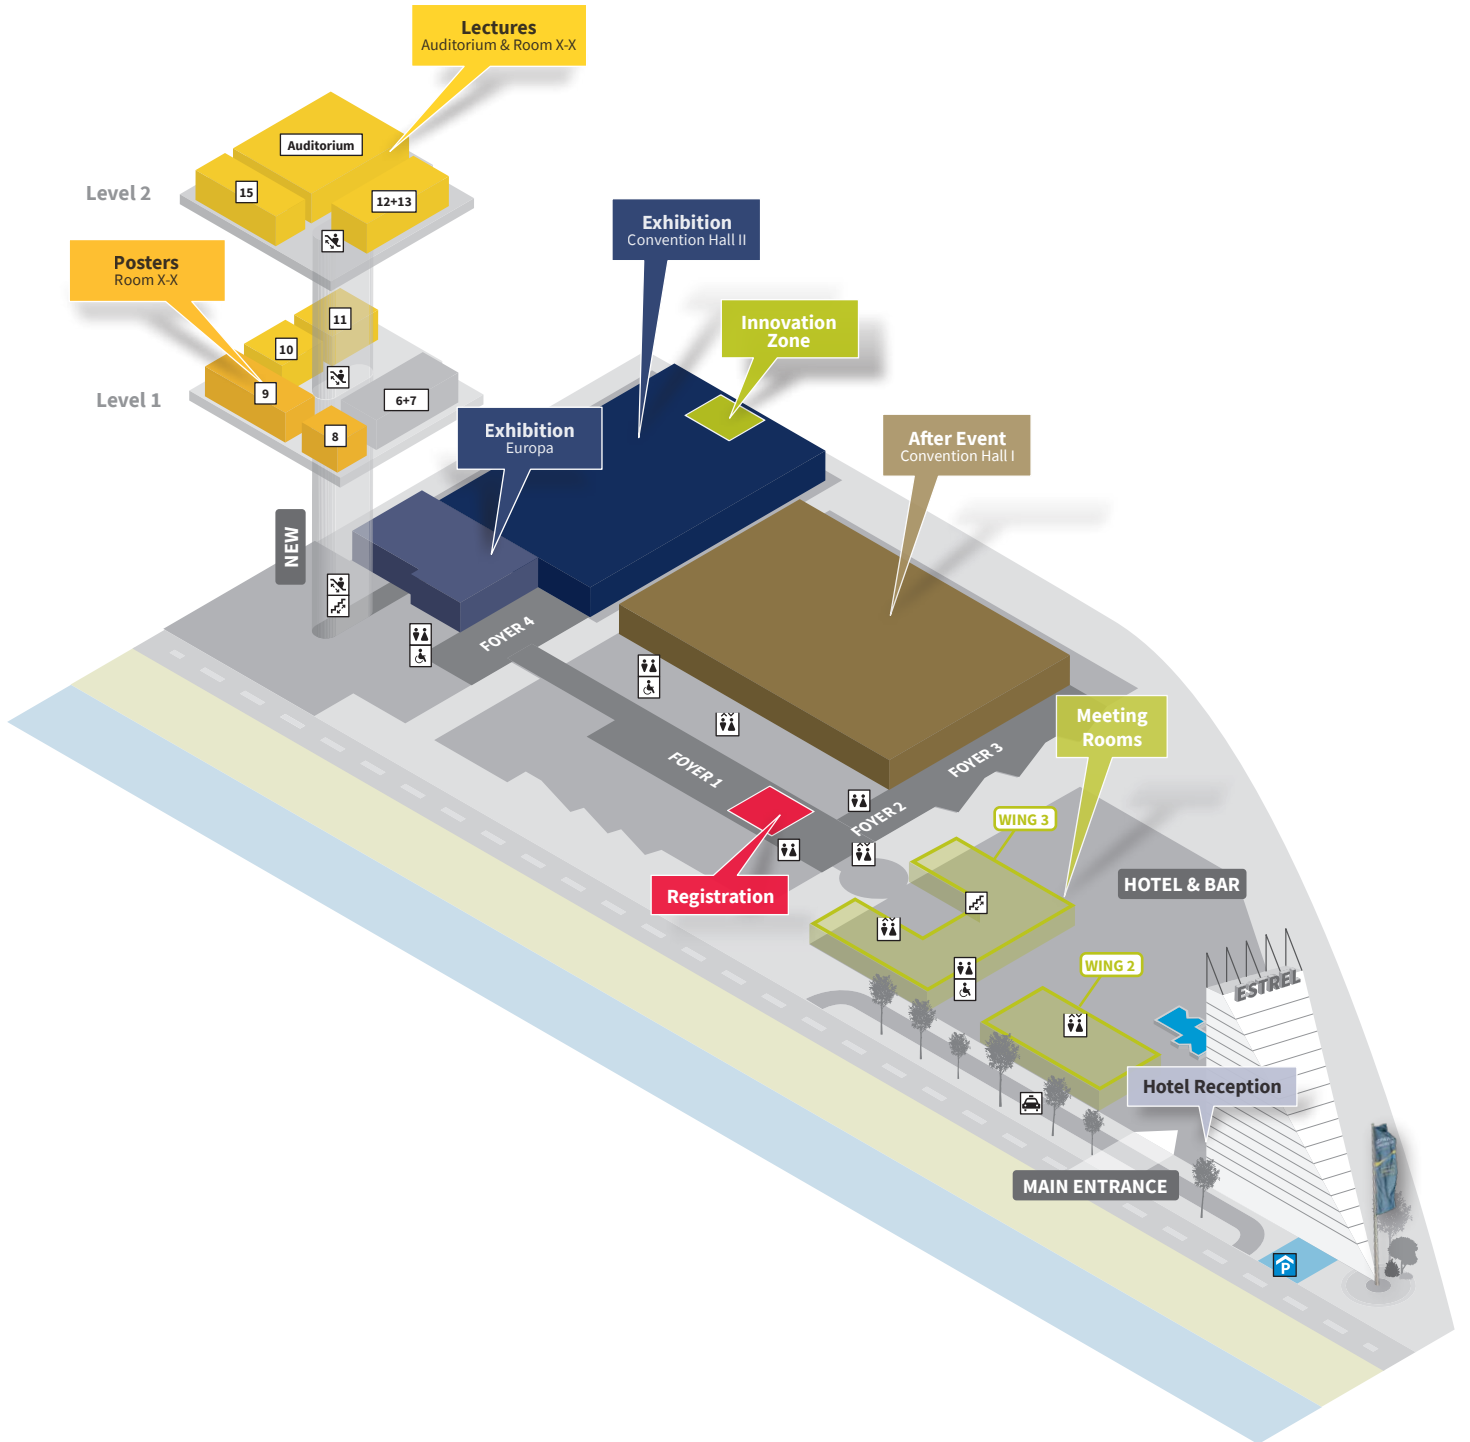 Lectures
Auditorium & Room X-X
Auditorium
15
12+13
Level 2
Posters
Room X-X
11
10
9
8
6+7
Level 1
Exhibition
Convention Hall II
Innovation
Zone
Exhibition
Europa
After Event
Convention Hall I
NEW
FOYER 4
Meeting
Rooms
FOYER 1
FOYER 3
FOYER 2
WING 3
Registration
HOTEL & BAR
WING 2
ESTREL
Hotel Reception
MAIN ENTRANCE
P